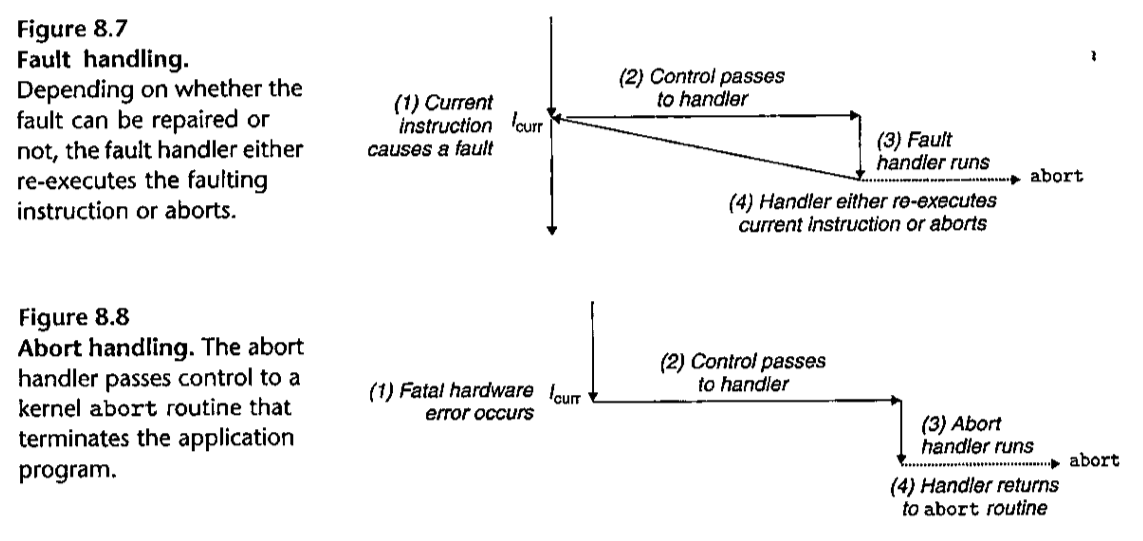 Figure 8.7
Fault handling.
Depending on whether the
fault can be repaired or
not, the fault handler either
re-executes the faulting
instruction or aborts.
(1) Current
instruction
causes a fault
Icurr
(2) Control passes
to handler
(3) Fault
handler runs
abort
(4) Handler either re-executes
current instruction or aborts
Figure 8.8
Abort handling. The abort
handler passes control to a
kernel abort routine that
terminates the application
program.
(1) Fatal hardware
error occurs
Icurr
(2) Control passes
to handler
(3) Abort
handler runs
abort
(4) Handler returns
to abort routine